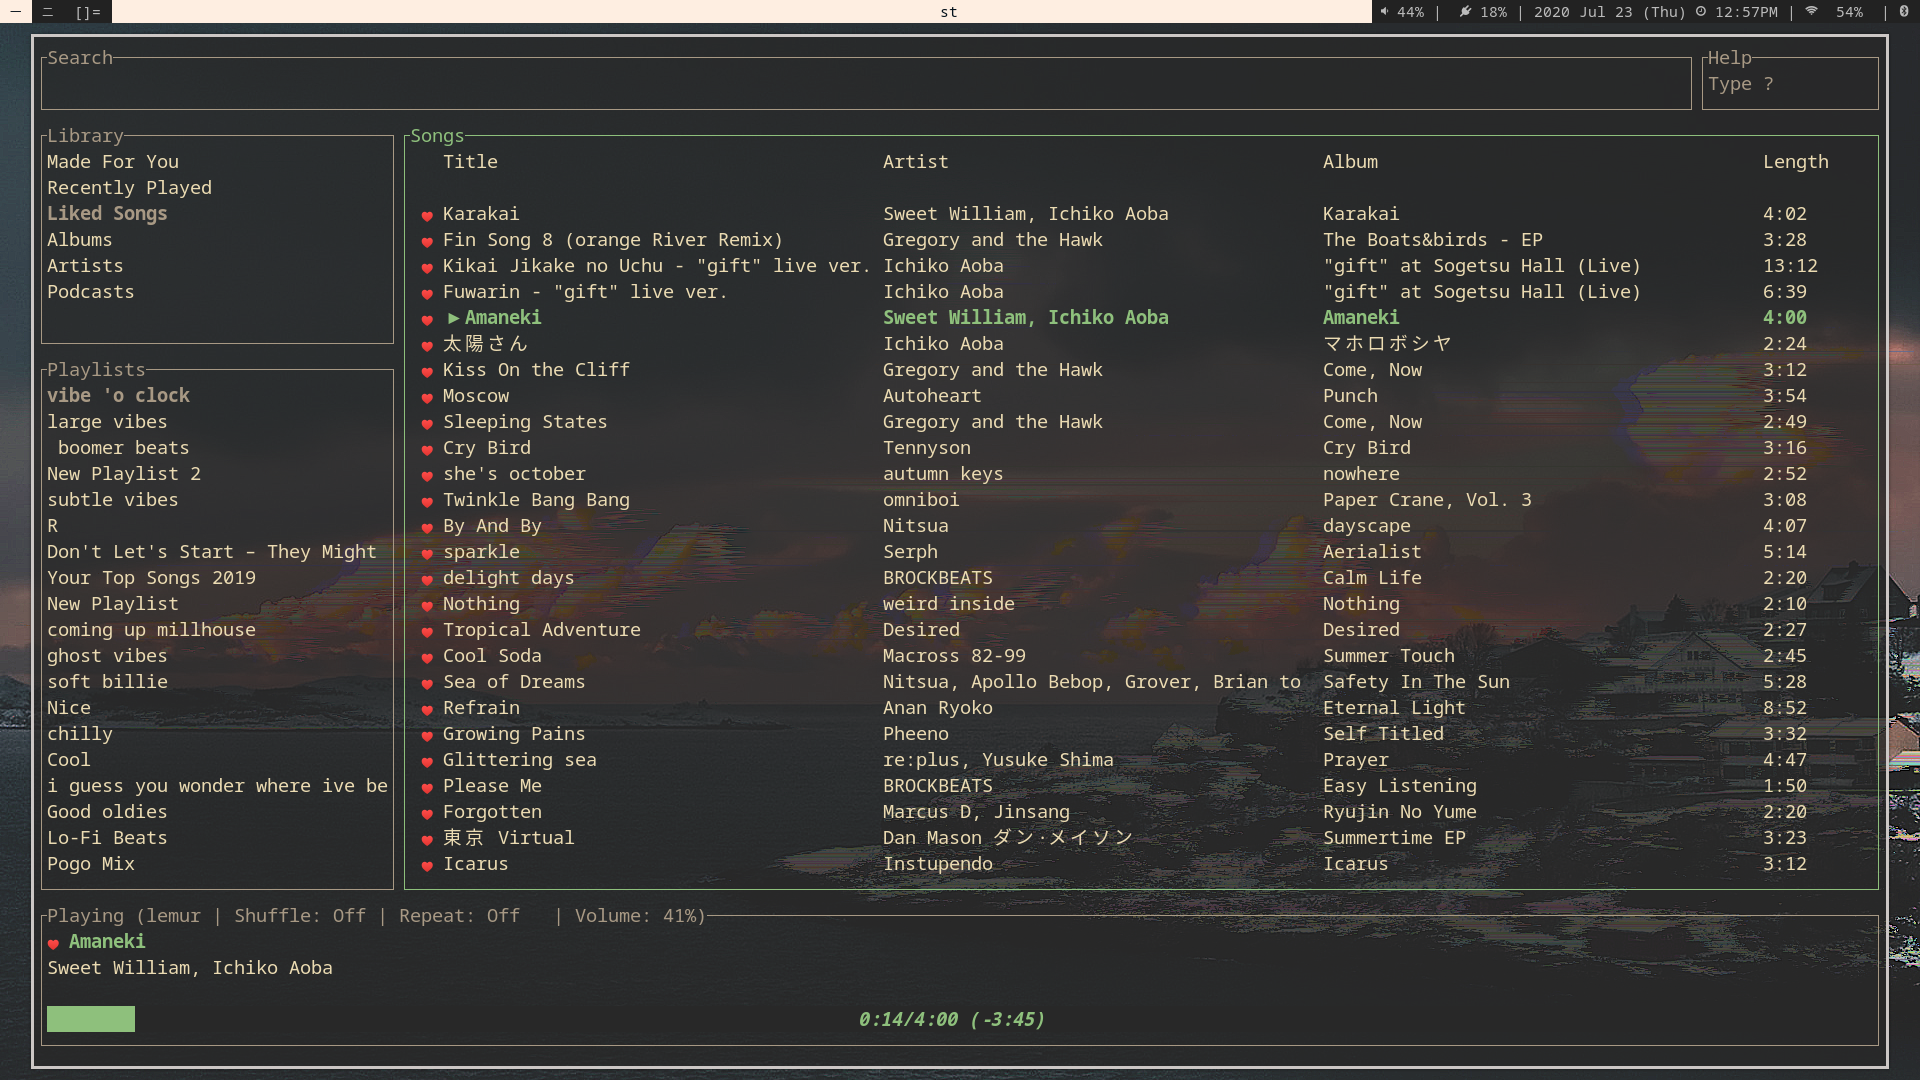 一 二 []= st 44% | 18% | 2020 Jul 23 (Thu) 12:57PM | 54% |
Search
Help
Type ?
Library
Made For You
Recently Played
Liked Songs
Albums
Artists
Podcasts
Playlists
vibe 'o clock
large vibes
boomer beats
New Playlist 2
subtle vibes
R
Don't Let's Start – They Might
Your Top Songs 2019
New Playlist
coming up millhouse
ghost vibes
soft billie
Nice
chilly
Cool
i guess you wonder where ive be
Good oldies
Lo-Fi Beats
Pogo Mix
Songs
Title Artist Album Length
♥ Karakai Sweet William, Ichiko Aoba Karakai 4:02
♥ Fin Song 8 (orange River Remix) Gregory and the Hawk The Boats&birds - EP 3:28
♥ Kikai Jikake no Uchu - "gift" live ver. Ichiko Aoba "gift" at Sogetsu Hall (Live) 13:12
♥ Fuwarin - "gift" live ver. Ichiko Aoba "gift" at Sogetsu Hall (Live) 6:39
♥ ▶ Amaneki Sweet William, Ichiko Aoba Amaneki 4:00
♥ 太陽さん Ichiko Aoba マホロボシヤ 2:24
♥ Kiss On the Cliff Gregory and the Hawk Come, Now 3:12
♥ Moscow Autoheart Punch 3:54
♥ Sleeping States Gregory and the Hawk Come, Now 2:49
♥ Cry Bird Tennyson Cry Bird 3:16
♥ she's october autumn keys nowhere 2:52
♥ Twinkle Bang Bang omniboi Paper Crane, Vol. 3 3:08
♥ By And By Nitsua dayscape 4:07
♥ sparkle Serph Aerialist 5:14
♥ delight days BROCKBEATS Calm Life 2:20
♥ Nothing weird inside Nothing 2:10
♥ Tropical Adventure Desired Desired 2:27
♥ Cool Soda Macross 82-99 Summer Touch 2:45
♥ Sea of Dreams Nitsua, Apollo Bebop, Grover, Brian to Safety In The Sun 5:28
♥ Refrain Anan Ryoko Eternal Light 8:52
♥ Growing Pains Pheeno Self Titled 3:32
♥ Glittering sea re:plus, Yusuke Shima Prayer 4:47
♥ Please Me BROCKBEATS Easy Listening 1:50
♥ Forgotten Marcus D, Jinsang Ryujin No Yume 2:20
♥ 東京 Virtual Dan Mason ダン·メイソン Summertime EP 3:23
♥ Icarus Instupendo Icarus 3:12
Playing (lemur | Shuffle: Off | Repeat: Off | Volume: 41%)
♥ Amaneki
Sweet William, Ichiko Aoba
0:14/4:00 (-3:45)